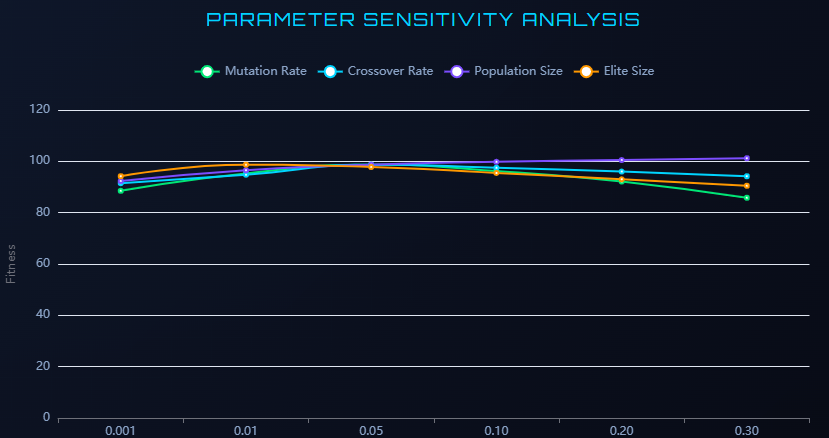 PARAMETER SENSITIVITY ANALYSIS
Mutation Rate Crossover Rate Population Size Elite Size
120
100
80
60
40
20
0
Fitness
0.001 0.01 0.05 0.10 0.20 0.30